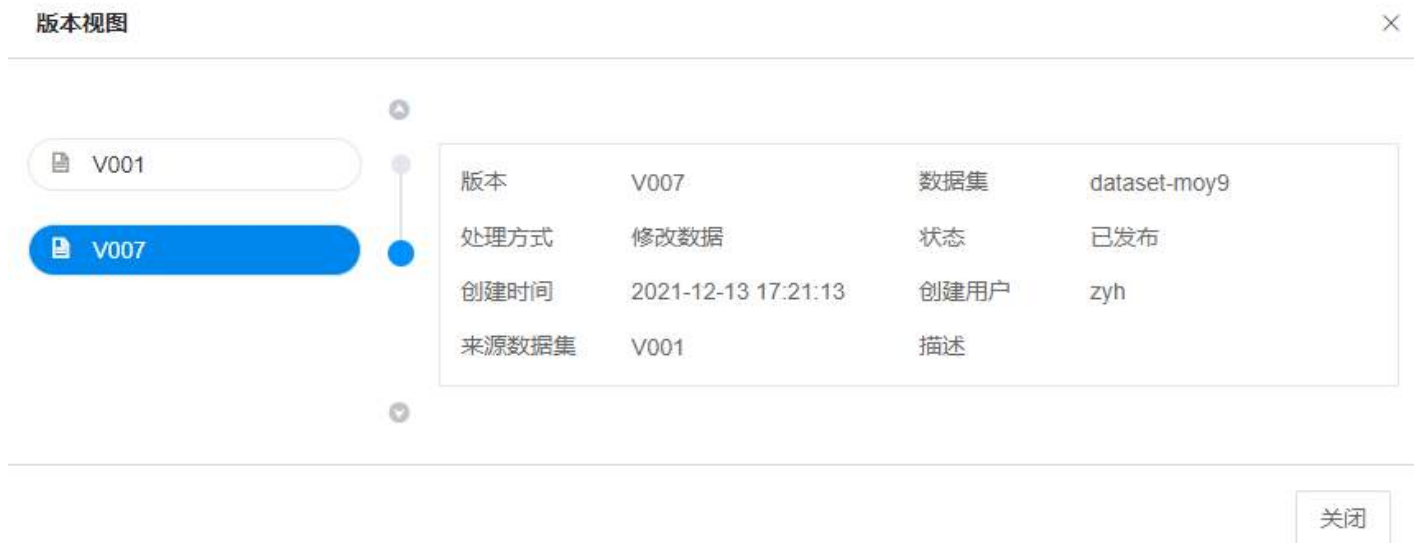 版本视图
V001
V007
版本 V007 数据集 dataset-moy9
处理方式 修改数据 状态 已发布
创建时间 2021-12-13 17:21:13 创建用户 zyh
来源数据集 V001 描述
关闭